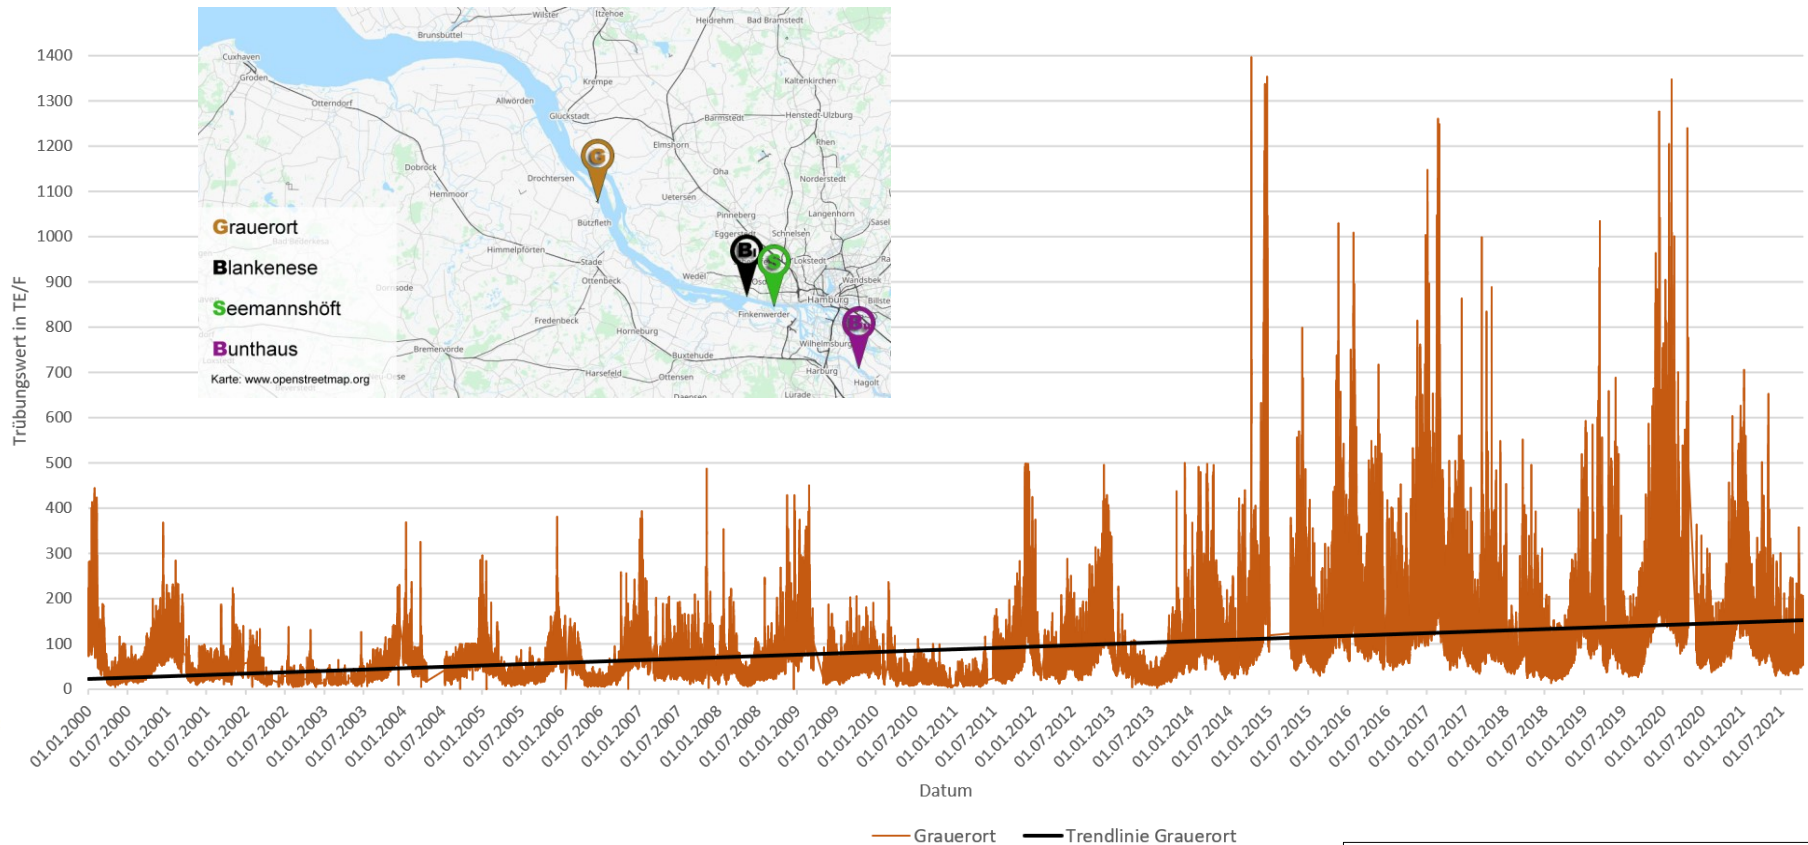 1400
1300
1200
1100
1000
900
800
700
600
500
400
300
200
100
0
Trübungswert in TE/F
Wilster
Itzehoe
Heidrehm
Bad Bramstedt
Brunsbüttel
Cuxhaven
Groden
Otterndorf
Allwörden
Krempe
Kaltenkirchen
Glückstadt
Barmstedt
Henstedt-Ulzburg
Elmshorn
Rhen
Dobrock
Drochtersen
Oha
Norderstedt
Hemmoor
Uetersen
Pinneberg
Langenhorn
Bützfleth
Schnelsen
Himmelpforten
Stade
Lokstedt
Ottenbeck
Wedel
Wandsbek
Hamburg
Finkenwerder
Fredenbeck
Horneburg
Wilhelmsburg
Bremervörde
Buxtehude
Harburg
Harsefeld
Ottensen
Hagolt
Lürade
G
B
S
B
Grauerort
Blankenese
Seemannshöft
Bunthaus
Karte: www.openstreetmap.org
01.01.2000
01.07.2000
01.01.2001
01.07.2001
01.01.2002
01.07.2002
01.01.2003
01.07.2003
01.01.2004
01.07.2004
01.01.2005
01.07.2005
01.01.2006
01.07.2006
01.01.2007
01.07.2007
01.01.2008
01.07.2008
01.01.2009
01.07.2009
01.01.2010
01.07.2010
01.01.2011
01.07.2011
01.01.2012
01.07.2012
01.01.2013
01.07.2013
01.01.2014
01.07.2014
01.01.2015
01.07.2015
01.01.2016
01.07.2016
01.01.2017
01.07.2017
01.01.2018
01.07.2018
01.01.2019
01.07.2019
01.01.2020
01.07.2020
01.01.2021
01.07.2021
Datum
Grauerort
Trendlinie Grauerort